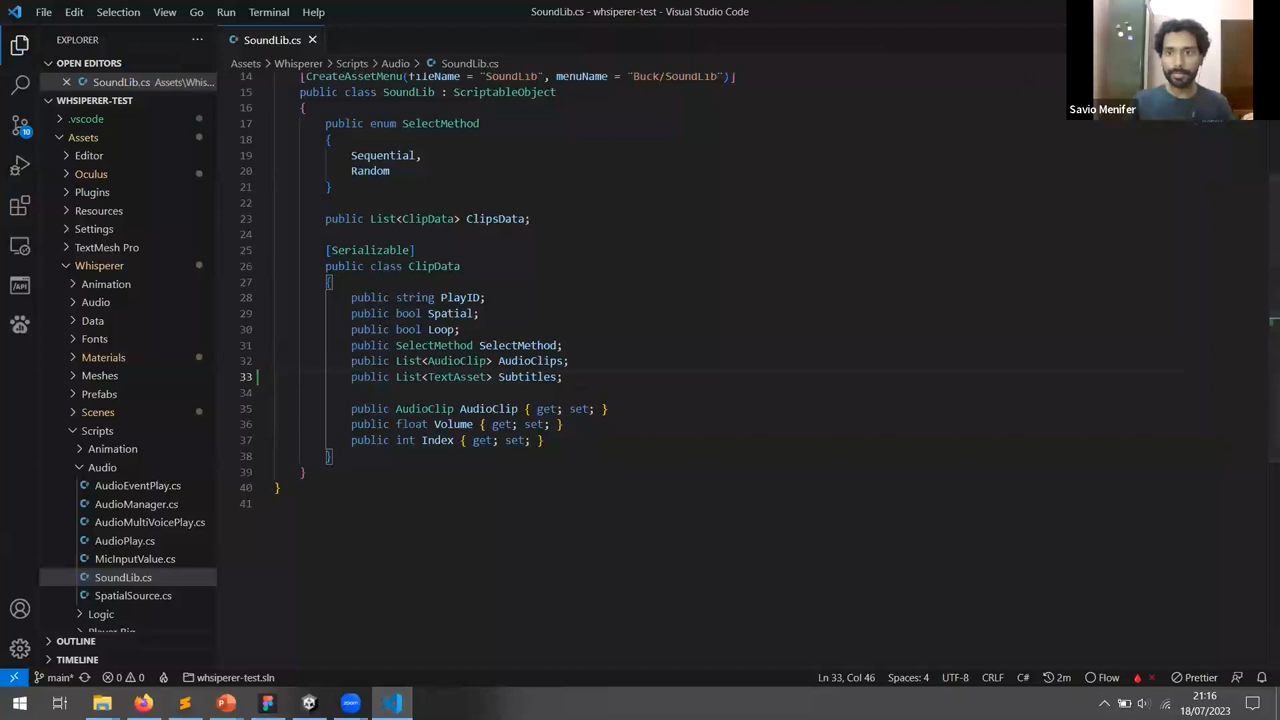 File Edit Selection View Go Run Terminal Help
SoundLib.cs - whsiperer-test - Visual Studio Code
Savio Menifer
EXPLORER
OPEN EDITORS
SoundLib.cs Assets\Whis...
WHSIPERER-TEST
.vscode
Assets
Editor
Oculus
Plugins
Resources
Settings
TextMesh Pro
Whisperer
Animation
Audio
Data
Fonts
Materials
Meshes
Prefabs
Scenes
Scripts
Animation
Audio
AudioEventPlay.cs
AudioManager.cs
AudioMultiVoicePlay.cs
AudioPlay.cs
MicInputValue.cs
SoundLib.cs
SpatialSource.cs
Logic
Player Rig
OUTLINE
TIMELINE
10
SoundLib.cs
Assets > Whisperer > Scripts > Audio > SoundLib.cs
14 [CreateAssetMenu(fileName = "SoundLib", menuName = "Buck/SoundLib")]
15 public class SoundLib : ScriptableObject
16 {
17 public enum SelectMethod
18 {
19 Sequential,
20 Random
21 }
22
23 public List<ClipData> ClipsData;
24
25 [Serializable]
26 public class ClipData
27 {
28 public string PlayID;
29 public bool Spatial;
30 public bool Loop;
31 public SelectMethod SelectMethod;
32 public List<AudioClip> AudioClips;
33 public List<TextAsset> Subtitles;
34
35 public AudioClip AudioClip { get; set; }
36 public float Volume { get; set; }
37 public int Index { get; set; }
38 }
39 }
40 }
41
main* 0 0 whsiperer-test.sln
Ln 33, Col 46 Spaces: 4 UTF-8 CRLF C# 2m Flow Prettier
zoom
21:16
18/07/2023